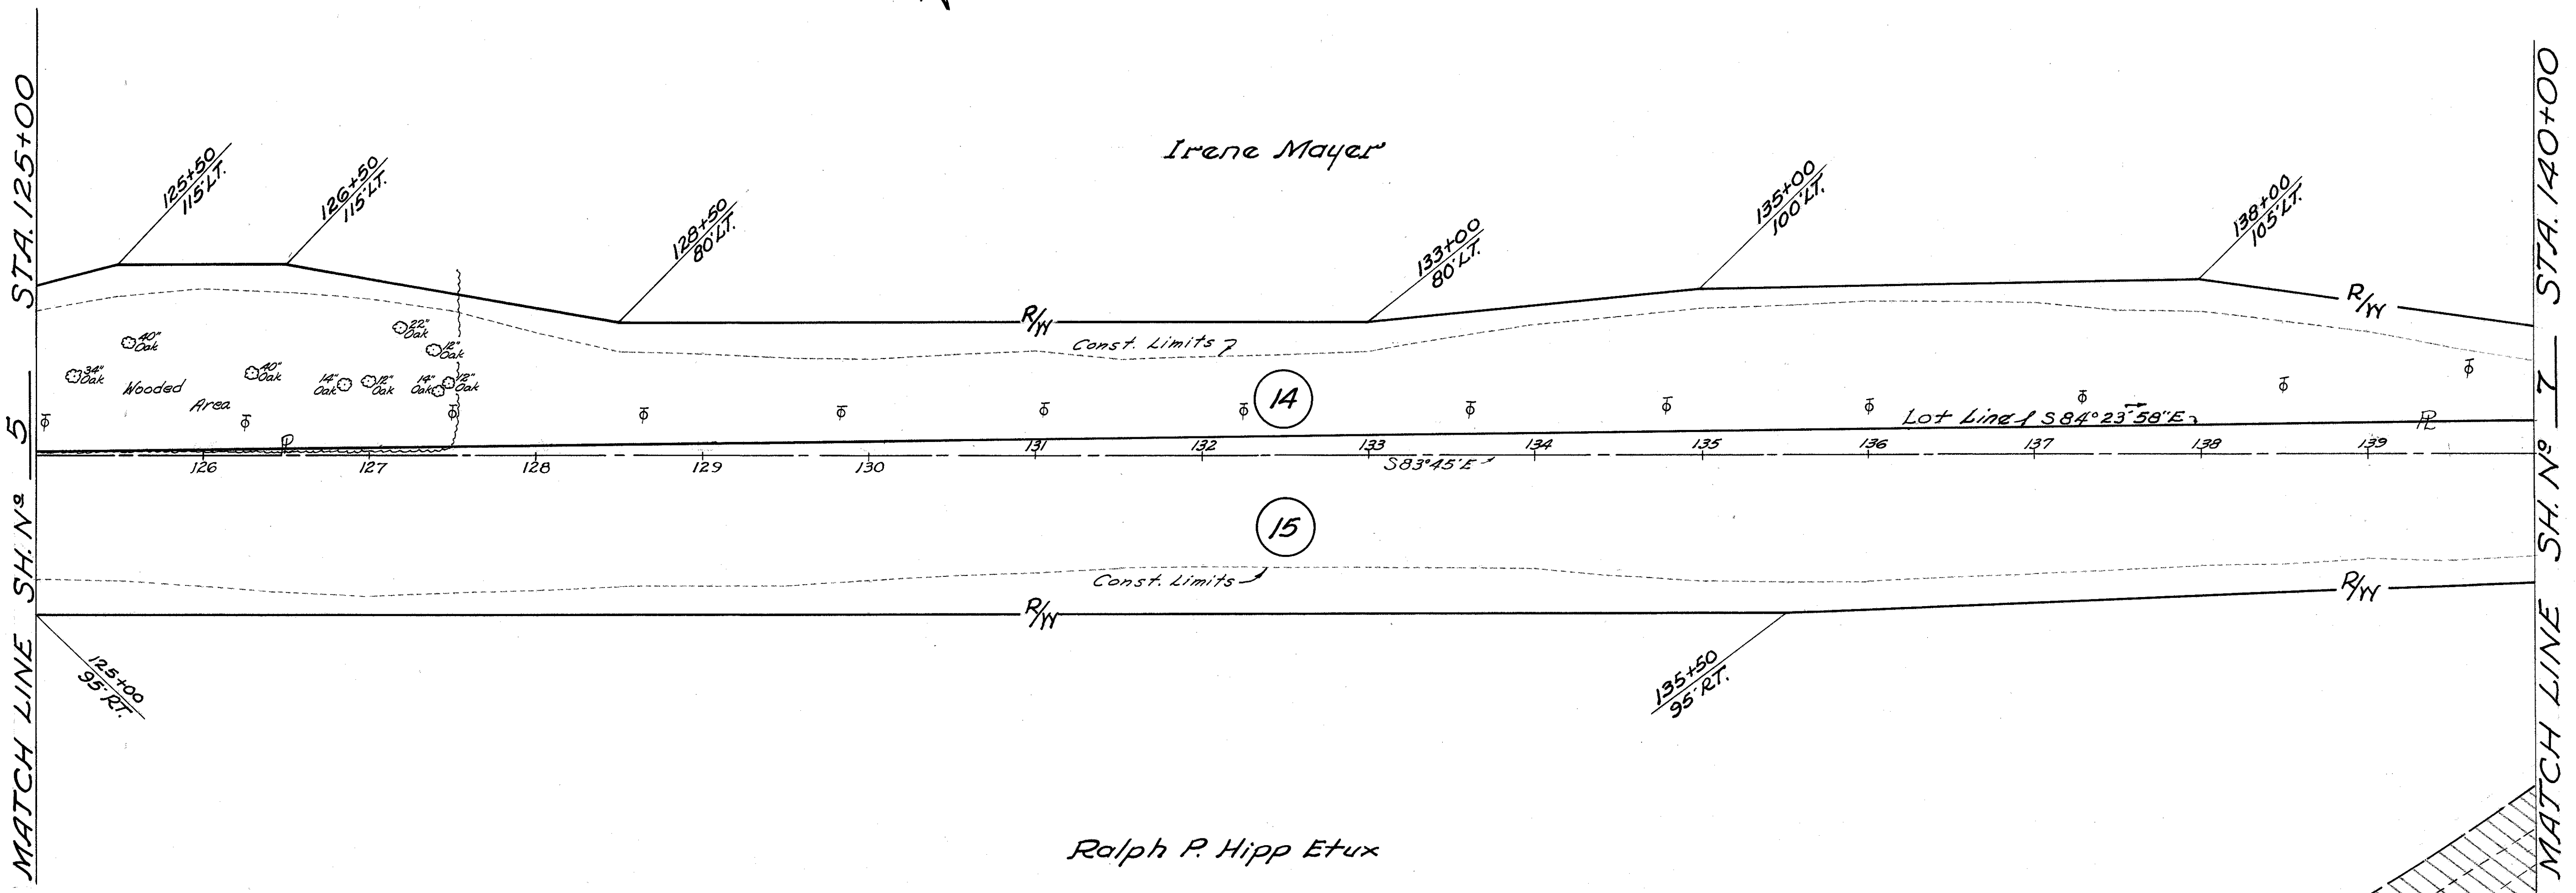 MATCH LINE SH. Nº 5 STA. 125+00
125+50
115' LT.
126+50
115' LT.
128+50
80' LT.
Irene Mayer
133+00
80' LT.
135+00
100' LT.
138+00
105' LT.
MATCH LINE SH. Nº 7 STA. 140+00
R/W
R/W
Const. Limits
40" Oak
34" Oak
Wooded
Area
40" Oak
22" Oak
12" Oak
14" Oak
12" Oak
14" Oak
12" Oak
14
Lot Line S84°23'58"E
PL
PL
126 127 128 129 130 131 132 133 134 135 136 137 138 139
S83°45'E
15
Const. Limits
R/W
R/W
125+00
95' RT.
135+50
95' RT.
Ralph P. Hipp Etux